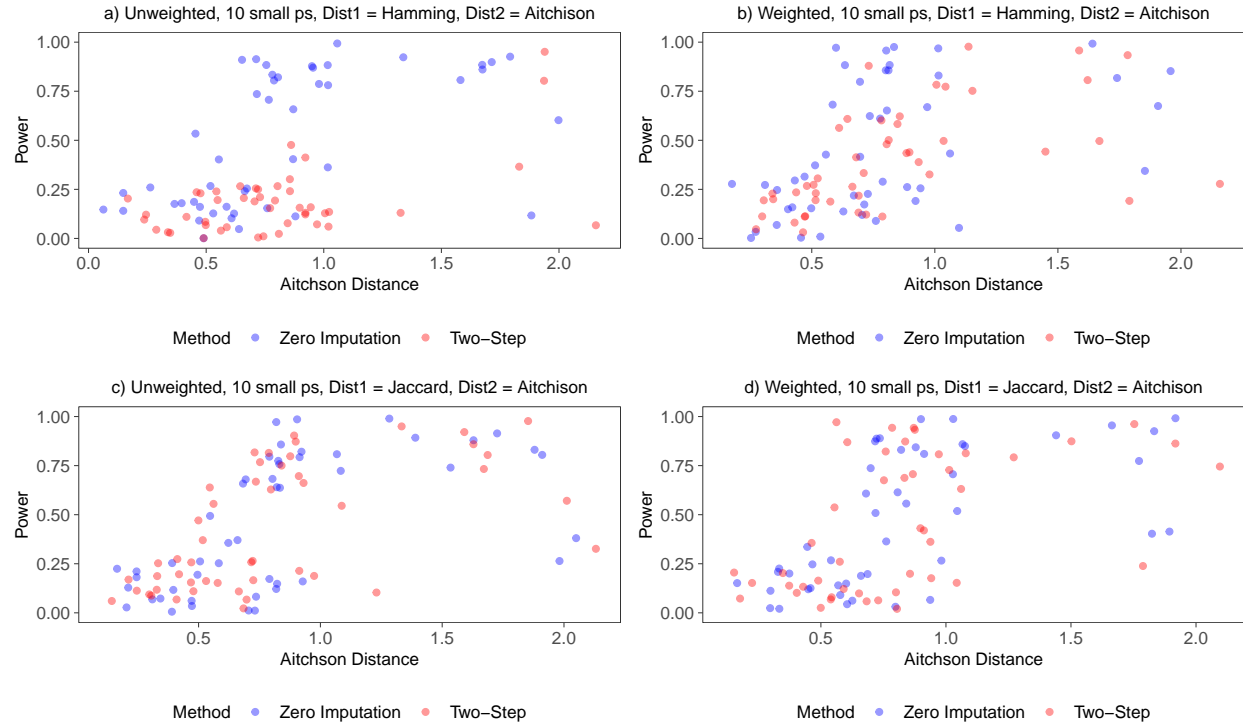 a) Unweighted, 10 small ps, Dist1 = Hamming, Dist2 = Aitchison
1.00
0.75
0.50
0.25
0.00
Power
0.0 0.5 1.0 1.5 2.0
Aitchson Distance
Method Zero Imputation Two−Step
b) Weighted, 10 small ps, Dist1 = Hamming, Dist2 = Aitchison
1.00
0.75
0.50
0.25
0.00
Power
0.5 1.0 1.5 2.0
Aitchson Distance
Method Zero Imputation Two−Step
c) Unweighted, 10 small ps, Dist1 = Jaccard, Dist2 = Aitchison
1.00
0.75
0.50
0.25
0.00
Power
0.5 1.0 1.5 2.0
Aitchson Distance
Method Zero Imputation Two−Step
d) Weighted, 10 small ps, Dist1 = Jaccard, Dist2 = Aitchison
1.00
0.75
0.50
0.25
0.00
Power
0.5 1.0 1.5 2.0
Aitchson Distance
Method Zero Imputation Two−Step